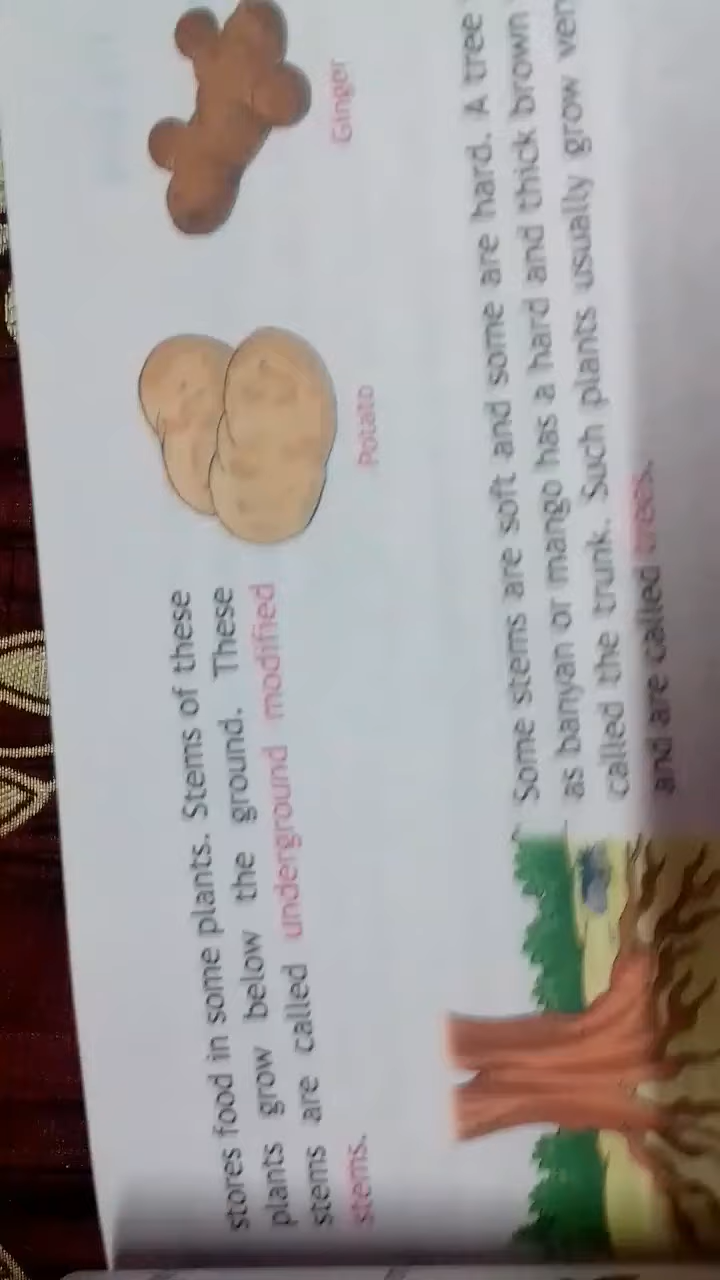 stores food in some plants. Stems of these
plants grow below the ground. These
stems are called underground modified
stems.
Potato
Ginger
Some stems are soft and some are hard. A tree
as banyan or mango has a hard and thick brown
called the trunk. Such plants usually grow
and are called trees.